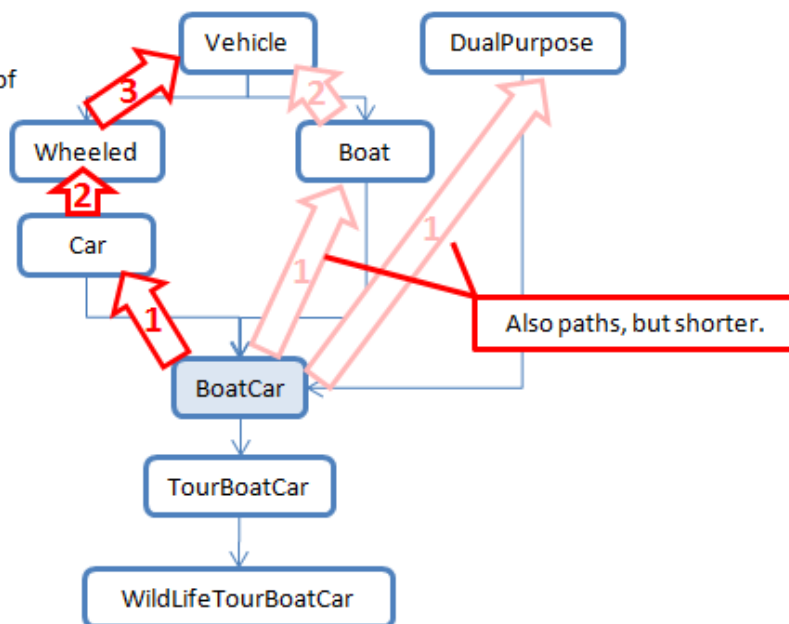 Vehicle
DualPurpose
of
3
2
Wheeled
Boat
2
1
Car
1
1
Also paths, but shorter.
BoatCar
TourBoatCar
WildLifeTourBoatCar